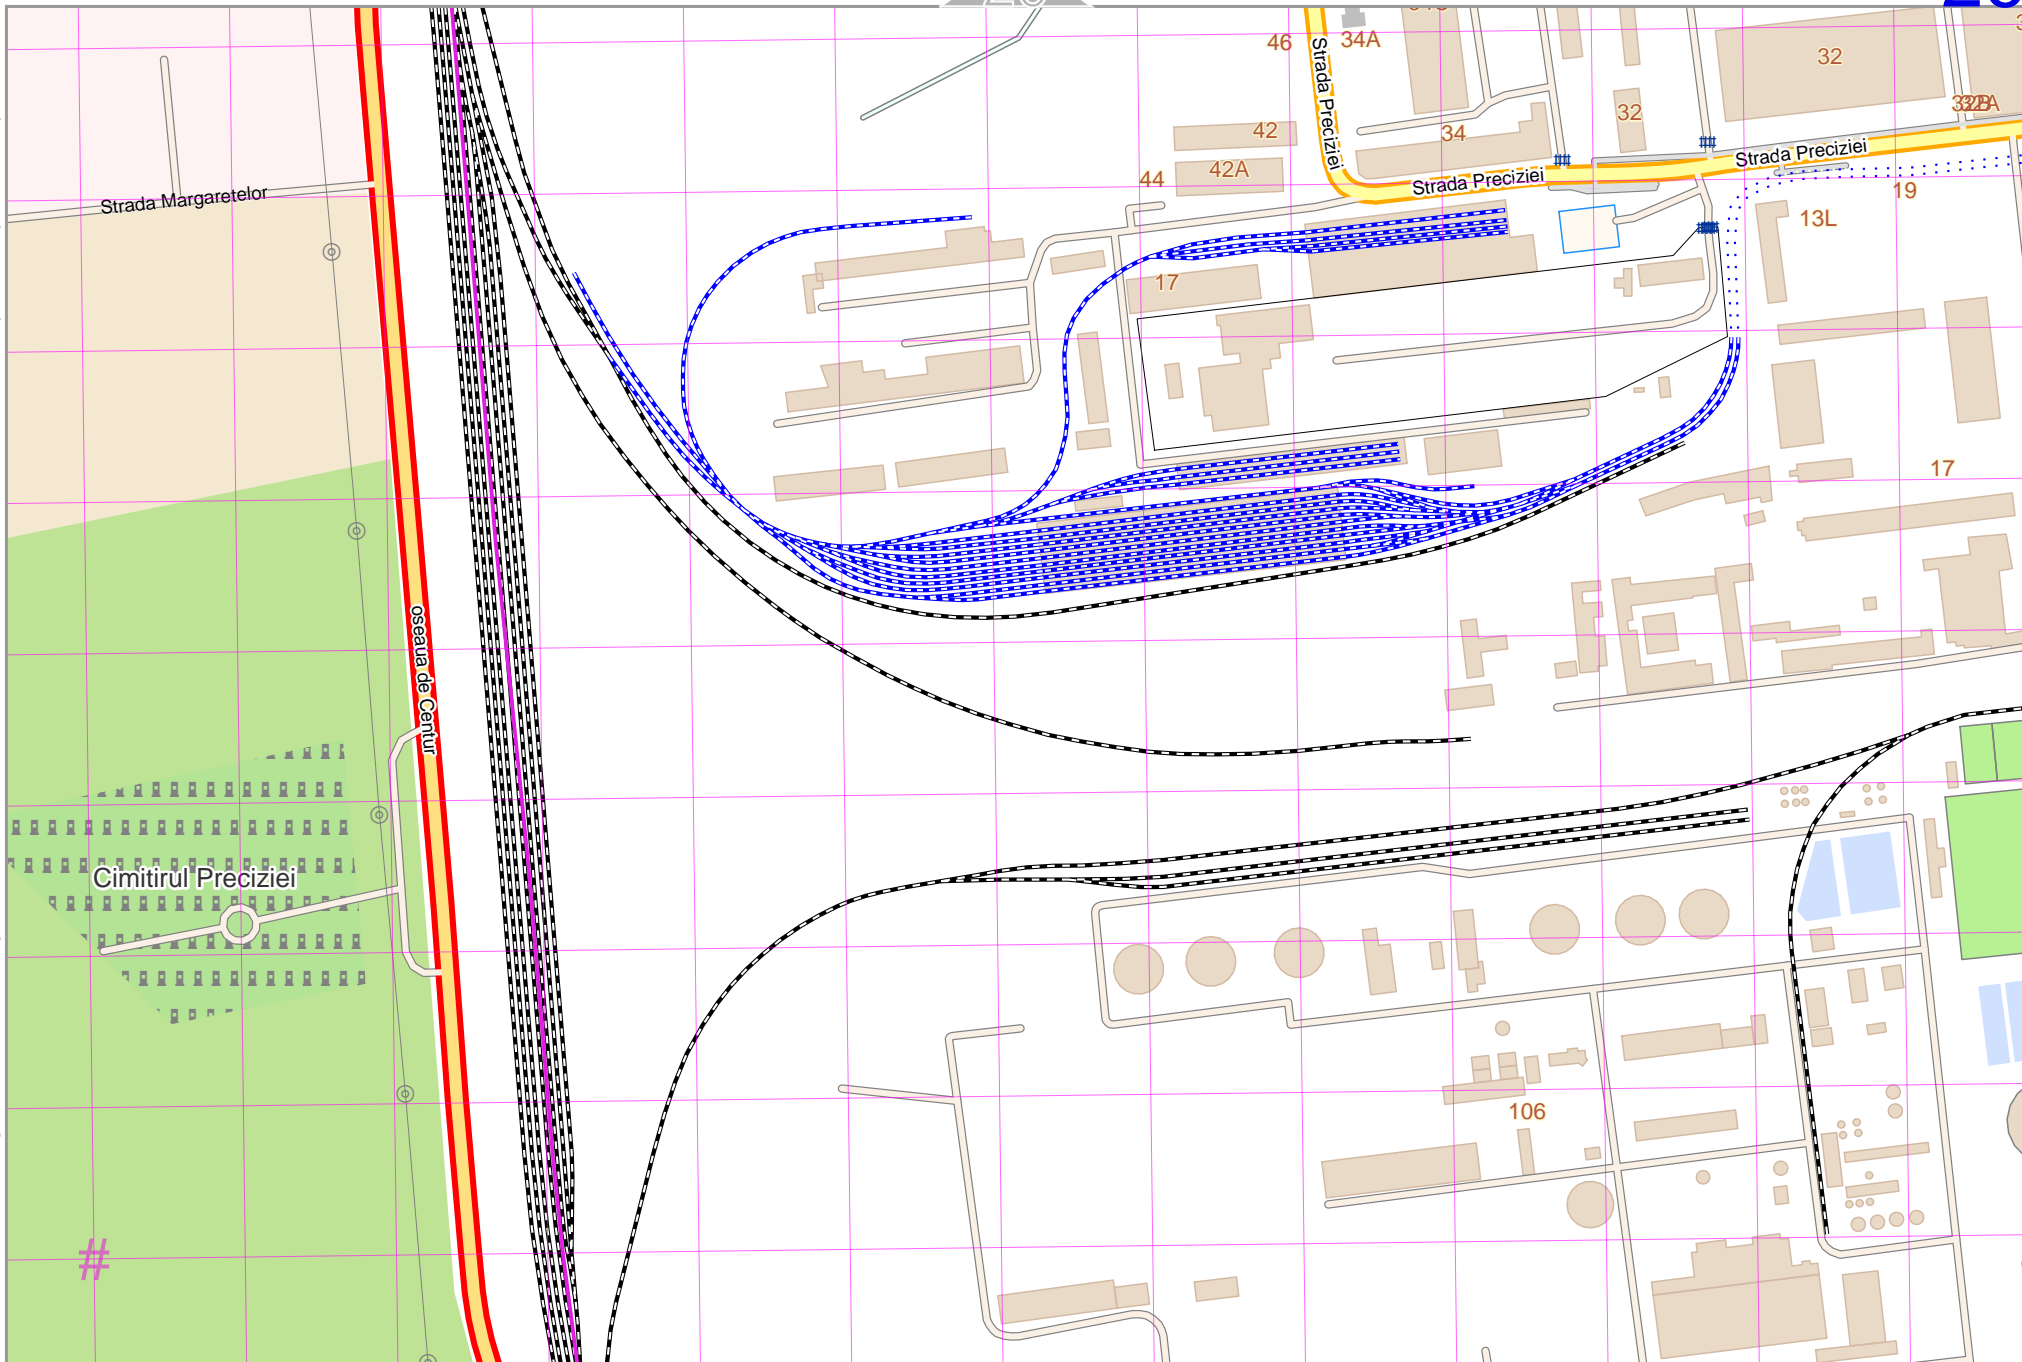 46
34A
32
42
34
32
32A
42A
44
Strada Preciziei
Strada Preciziei
Strada Preciziei
19
13L
Strada Margaretelor
17
17
oseaua de Centur
Cimitirul Preciziei
106
#